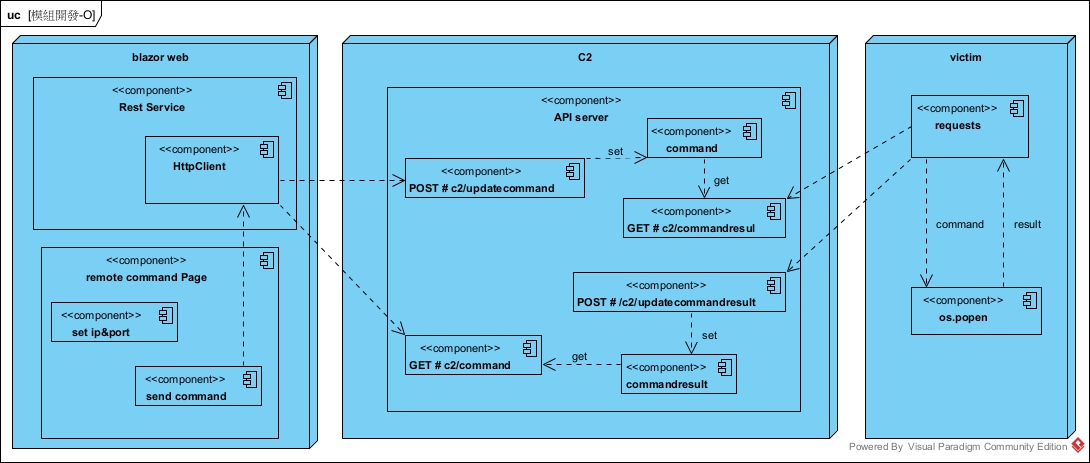 uc [模組開發-O]
blazor web
<<component>>
Rest Service
<<component>>
HttpClient
<<component>>
remote command Page
<<component>>
set ip&port
<<component>>
send command
C2
<<component>>
API server
<<component>>
command
set
<<component>>
POST # c2/updatecommand
get
<<component>>
GET # c2/commandresul
<<component>>
POST # /c2/updatecommandresult
set
<<component>>
GET # c2/command
get
<<component>>
commandresult
victim
<<component>>
requests
command
result
<<component>>
os.popen
Powered By Visual Paradigm Community Edition